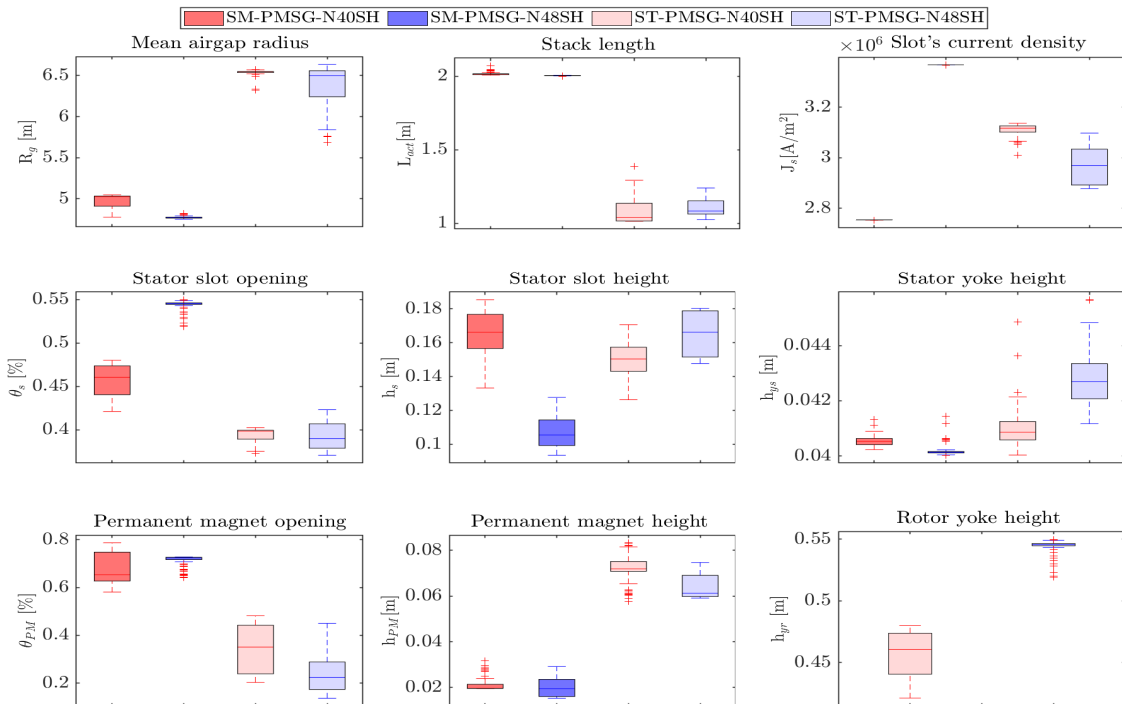 SM-PMSG-N40SH SM-PMSG-N48SH ST-PMSG-N40SH ST-PMSG-N48SH
Mean airgap radius
6.5
6
5.5
5
R_g [m]
Stack length
2
1
L_act[m]
×10^6 Slot's current density
3.2
3
2.8
J_s[A/m^2]
Stator slot opening
0.55
0.5
0.45
0.4
θ_s [%]
Stator slot height
0.18
0.16
0.14
0.12
0.1
h_s [m]
Stator yoke height
0.044
0.042
0.04
h_ys [m]
Permanent magnet opening
0.8
0.6
0.4
0.2
θ_PM [%]
Permanent magnet height
0.08
0.06
0.04
0.02
h_PM[m]
Rotor yoke height
0.55
0.5
0.45
h_yr [m]